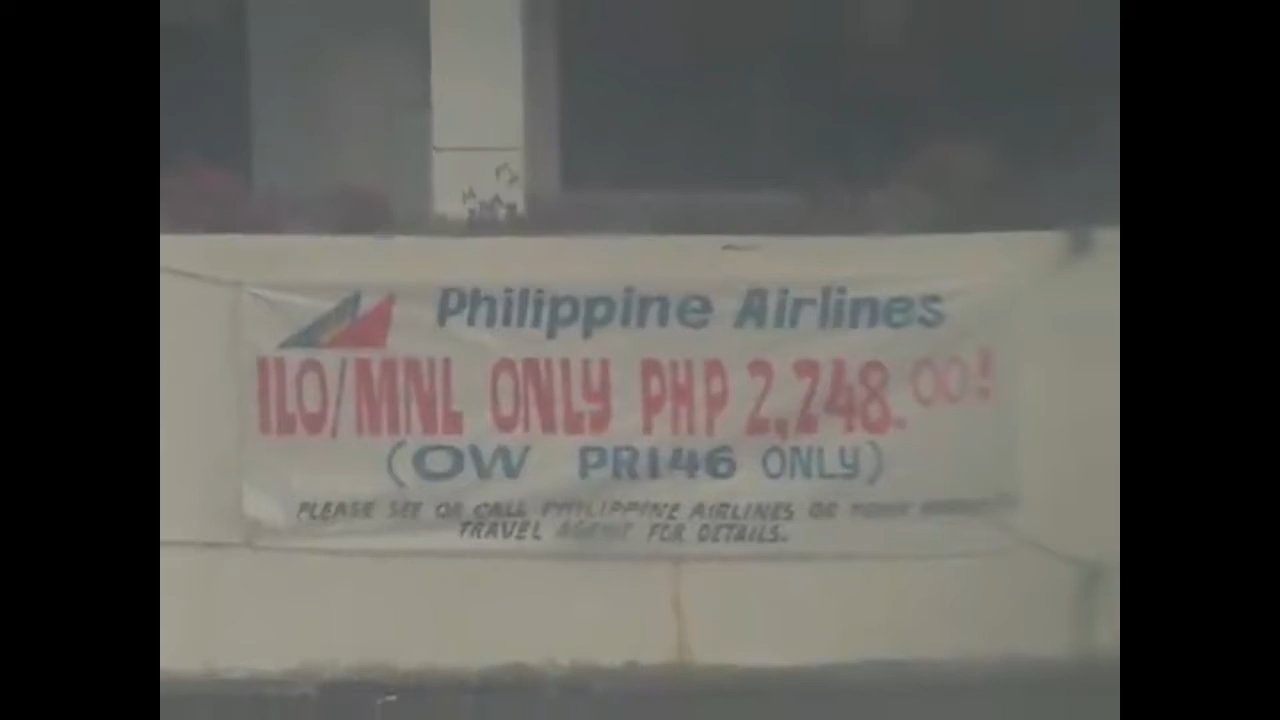 Philippine Airlines
ILO/MNL ONLY PHP 2,248.00!
(OW PR146 ONLY)
PLEASE SEE OR CALL PHILIPPINE AIRLINES OR YOUR
TRAVEL AGENT FOR DETAILS.